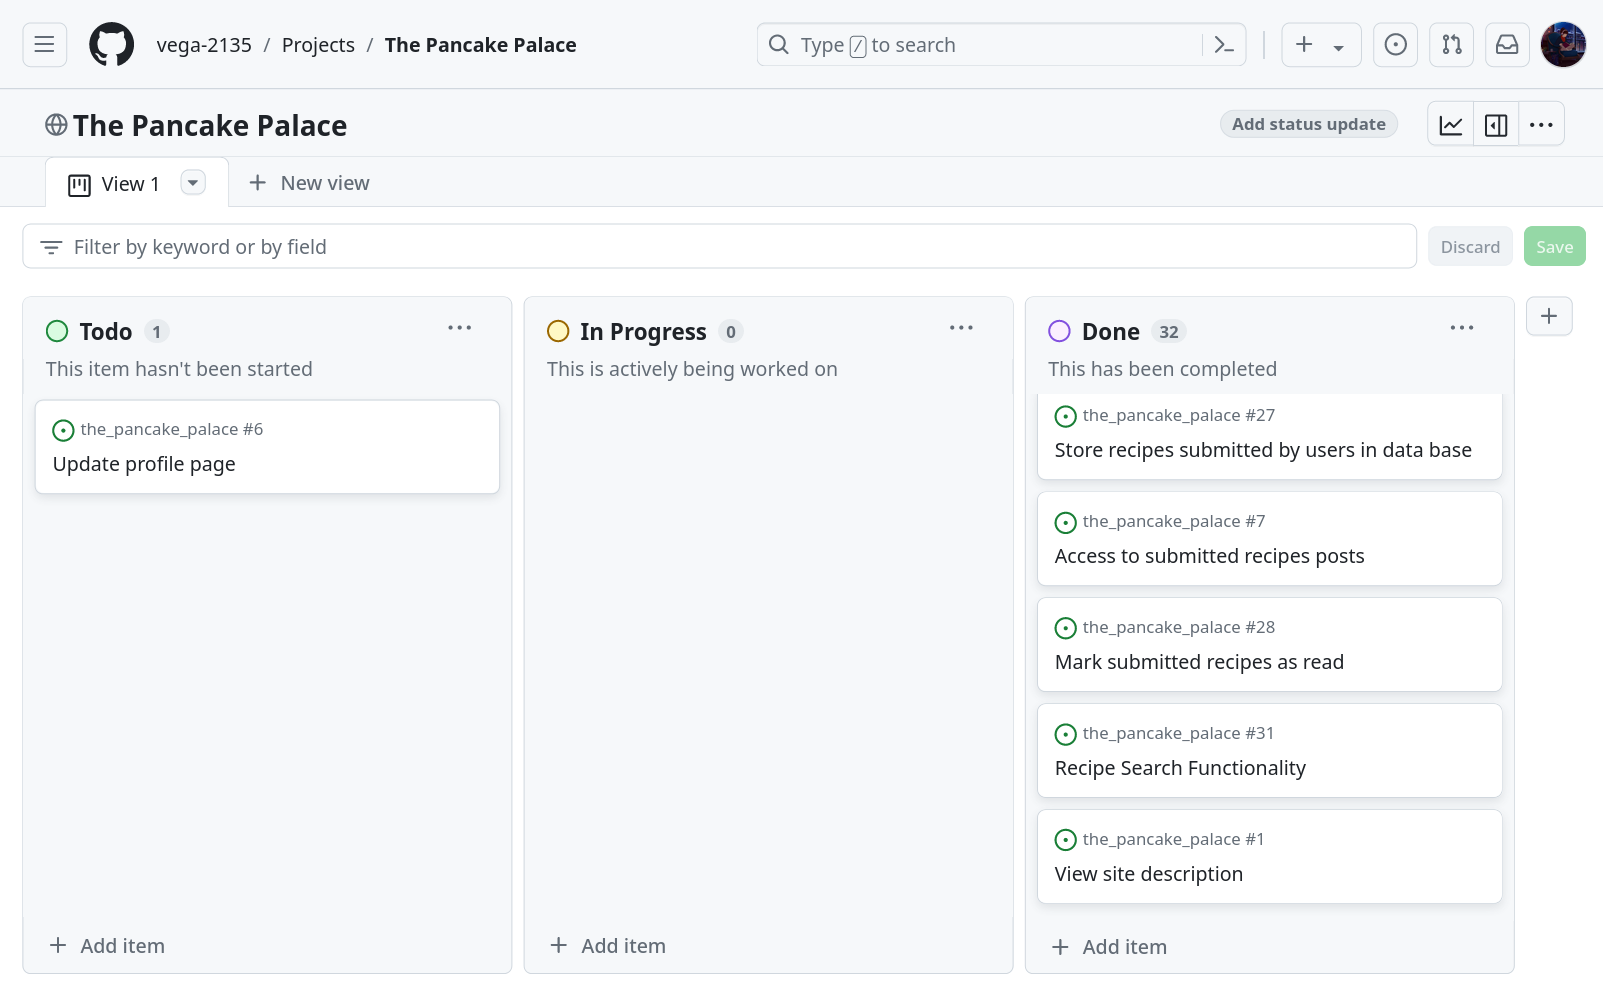 vega-2135 / Projects / The Pancake Palace
Type / to search
The Pancake Palace
Add status update
View 1
New view
Filter by keyword or by field
Discard
Save
Todo 1
This item hasn't been started
the_pancake_palace #6
Update profile page
Add item
In Progress 0
This is actively being worked on
Add item
Done 32
This has been completed
the_pancake_palace #27
Store recipes submitted by users in data base
the_pancake_palace #7
Access to submitted recipes posts
the_pancake_palace #28
Mark submitted recipes as read
the_pancake_palace #31
Recipe Search Functionality
the_pancake_palace #1
View site description
Add item